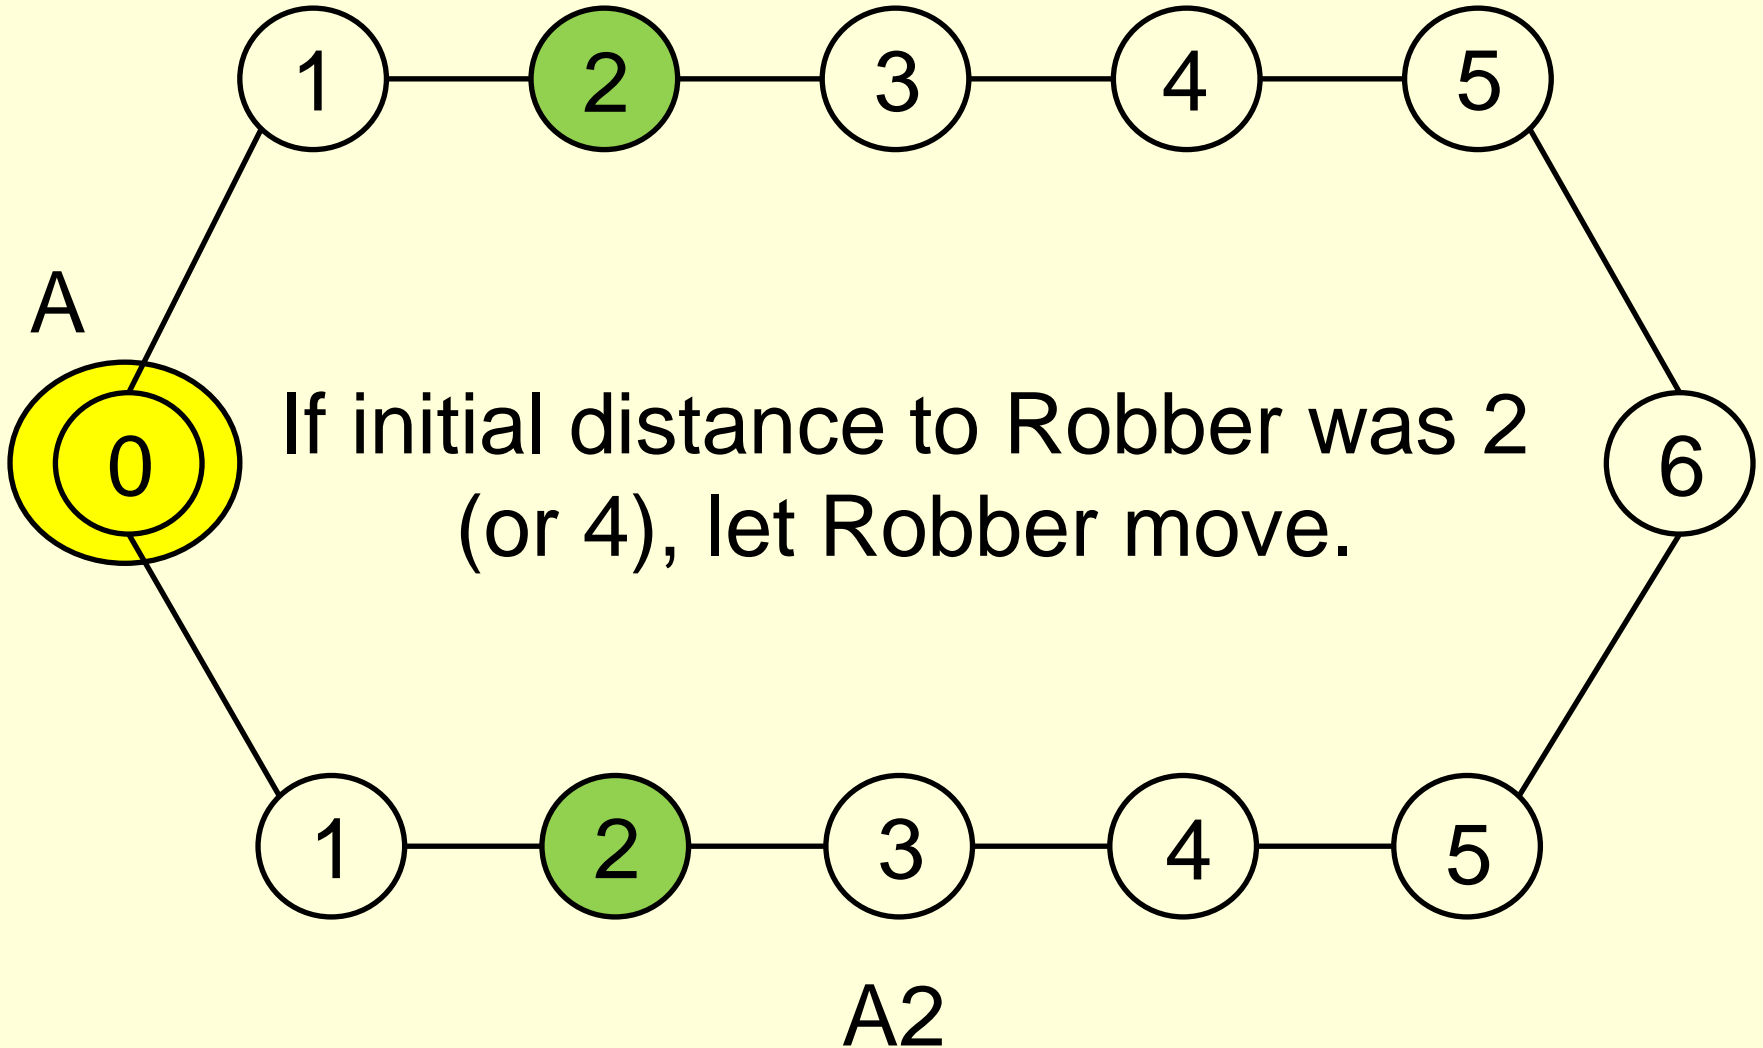 1 2 3 4 5
A
0
If initial distance to Robber was 2
(or 4), let Robber move.
6
1 2 3 4 5
A2